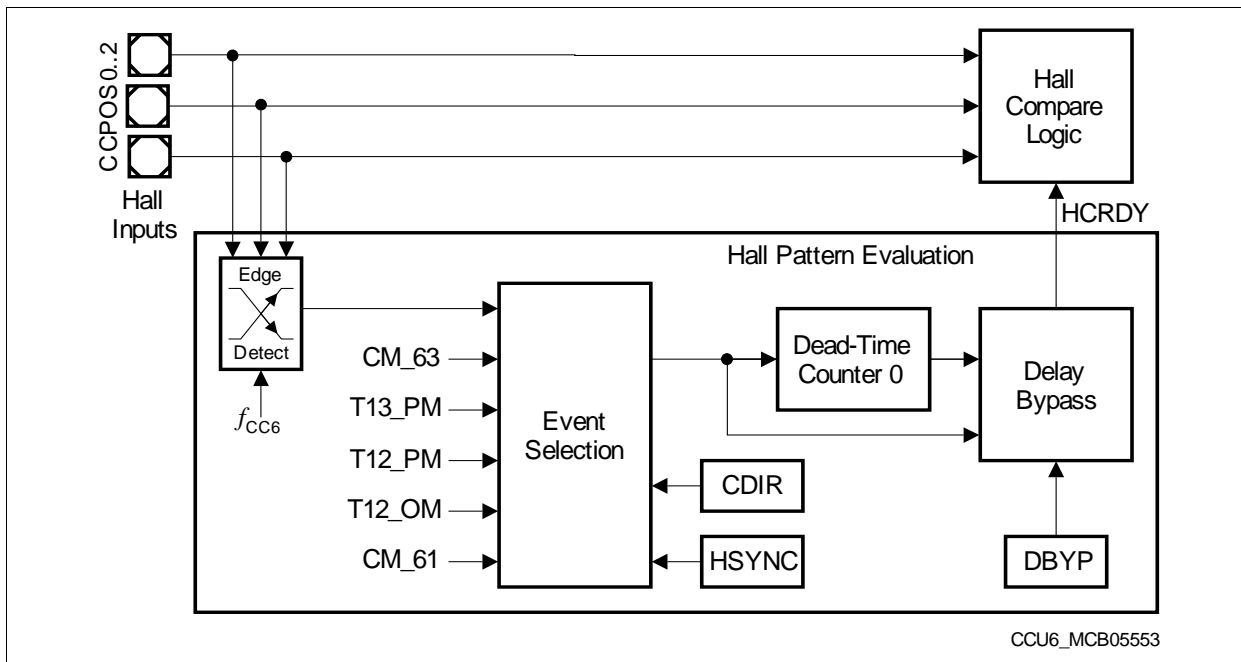 CCPOS0..2
Hall
Inputs
Hall
Compare
Logic
HCRDY
Hall Pattern Evaluation
Edge
Detect
fCC6
CM_63
T13_PM
T12_PM
T12_OM
CM_61
Event
Selection
Dead-Time
Counter 0
Delay
Bypass
CDIR
HSYNC
DBYP
CCU6_MCB05553